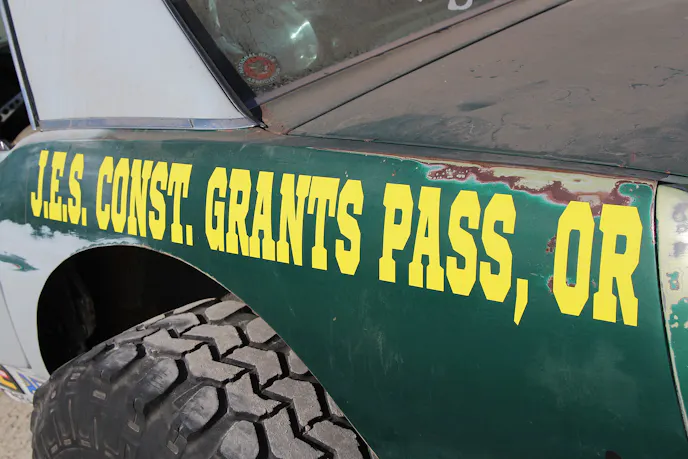 J.E.S. CONST. GRANTS PASS, OR